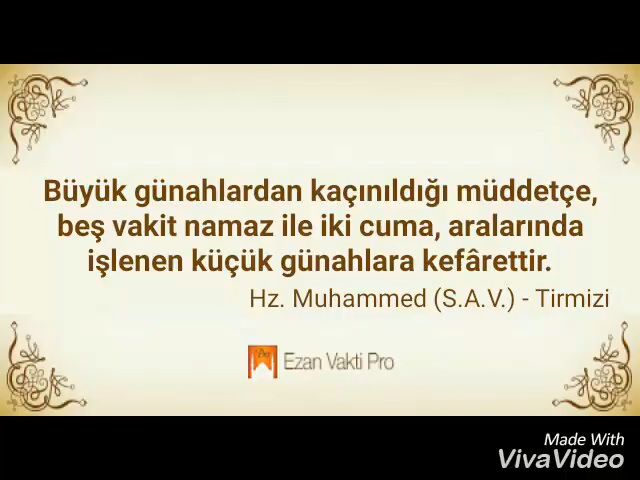 Büyük günahlardan kaçınıldığı müddetçe,
beş vakit namaz ile iki cuma, aralarında
işlenen küçük günahlara kefârettir.
Hz. Muhammed (S.A.V.) - Tirmizi
Ezan Vakti Pro
Made With
VivaVideo